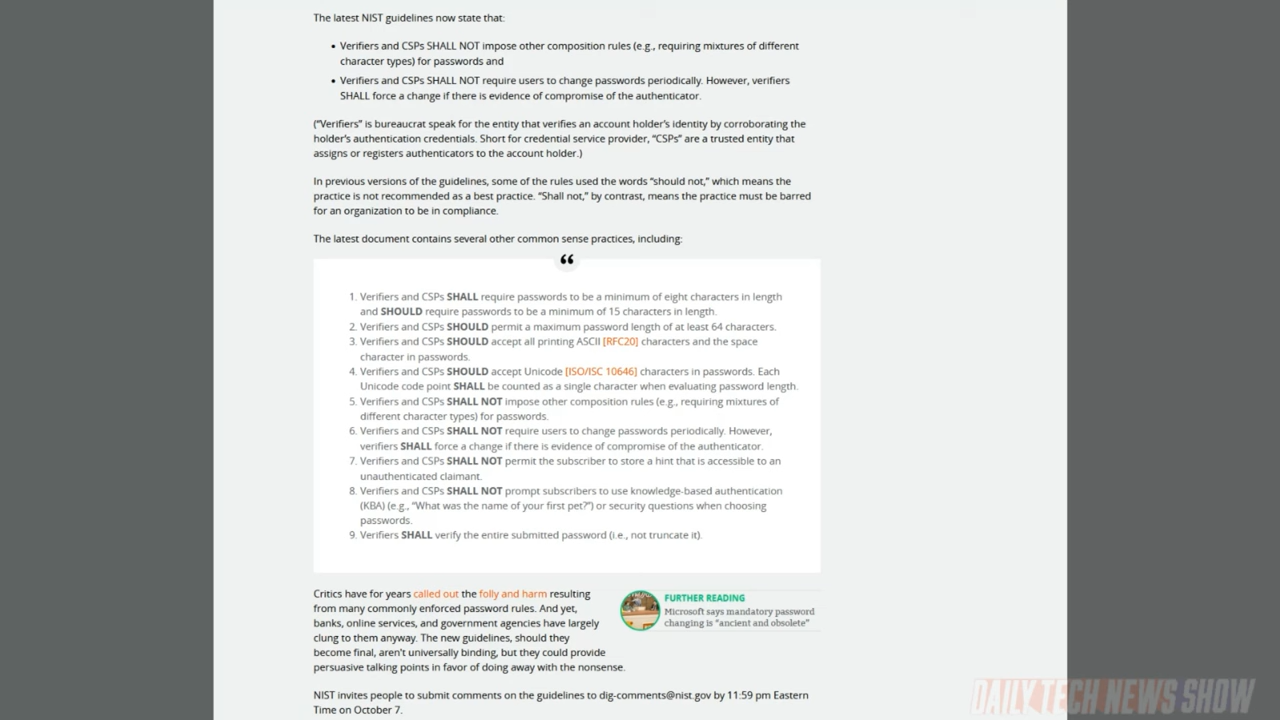 The latest NIST guidelines now state that:
• Verifiers and CSPs SHALL NOT impose other composition rules (e.g., requiring mixtures of different
character types) for passwords and
• Verifiers and CSPs SHALL NOT require users to change passwords periodically. However, verifiers
SHALL force a change if there is evidence of compromise of the authenticator.
(“Verifiers” is bureaucrat speak for the entity that verifies an account holder’s identity by corroborating the
holder’s authentication credentials. Short for credential service provider, “CSPs” are a trusted entity that
assigns or registers authenticators to the account holder.)
In previous versions of the guidelines, some of the rules used the words “should not,” which means the
practice is not recommended as a best practice. “Shall not,” by contrast, means the practice must be barred
for an organization to be in compliance.
The latest document contains several other common sense practices, including:
“
1. Verifiers and CSPs SHALL require passwords to be a minimum of eight characters in length
and SHOULD require passwords to be a minimum of 15 characters in length.
2. Verifiers and CSPs SHOULD permit a maximum password length of at least 64 characters.
3. Verifiers and CSPs SHOULD accept all printing ASCII [RFC20] characters and the space
character in passwords.
4. Verifiers and CSPs SHOULD accept Unicode [ISO/ISC 10646] characters in passwords. Each
Unicode code point SHALL be counted as a single character when evaluating password length.
5. Verifiers and CSPs SHALL NOT impose other composition rules (e.g., requiring mixtures of
different character types) for passwords.
6. Verifiers and CSPs SHALL NOT require users to change passwords periodically. However,
verifiers SHALL force a change if there is evidence of compromise of the authenticator.
7. Verifiers and CSPs SHALL NOT permit the subscriber to store a hint that is accessible to an
unauthenticated claimant.
8. Verifiers and CSPs SHALL NOT prompt subscribers to use knowledge-based authentication
(KBA) (e.g., “What was the name of your first pet?”) or security questions when choosing
passwords.
9. Verifiers SHALL verify the entire submitted password (i.e., not truncate it).
Critics have for years called out the folly and harm resulting
from many commonly enforced password rules. And yet,
banks, online services, and government agencies have largely
clung to them anyway. The new guidelines, should they
become final, aren’t universally binding, but they could provide
persuasive talking points in favor of doing away with the nonsense.
FURTHER READING
Microsoft says mandatory password
changing is “ancient and obsolete”
NIST invites people to submit comments on the guidelines to dig-comments@nist.gov by 11:59 pm Eastern
Time on October 7.
DAILY TECH NEWS SHOW